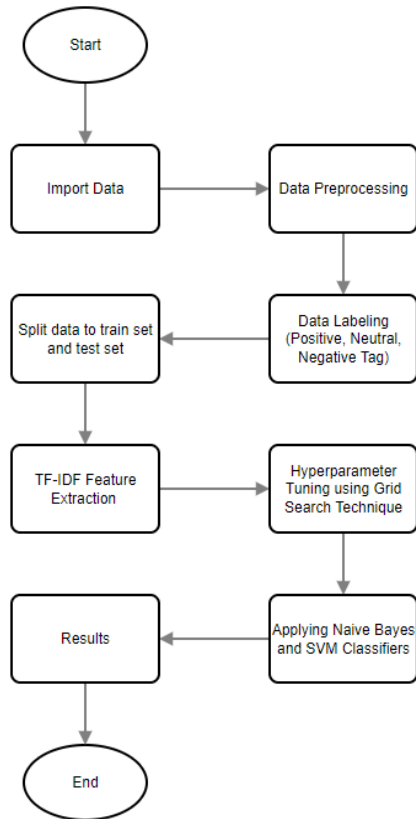 Start
Import Data
Data Preprocessing
Data Labeling
(Positive, Neutral,
Negative Tag)
Split data to train set
and test set
TF-IDF Feature
Extraction
Hyperparameter
Tuning using Grid
Search Technique
Applying Naive Bayes
and SVM Classifiers
Results
End